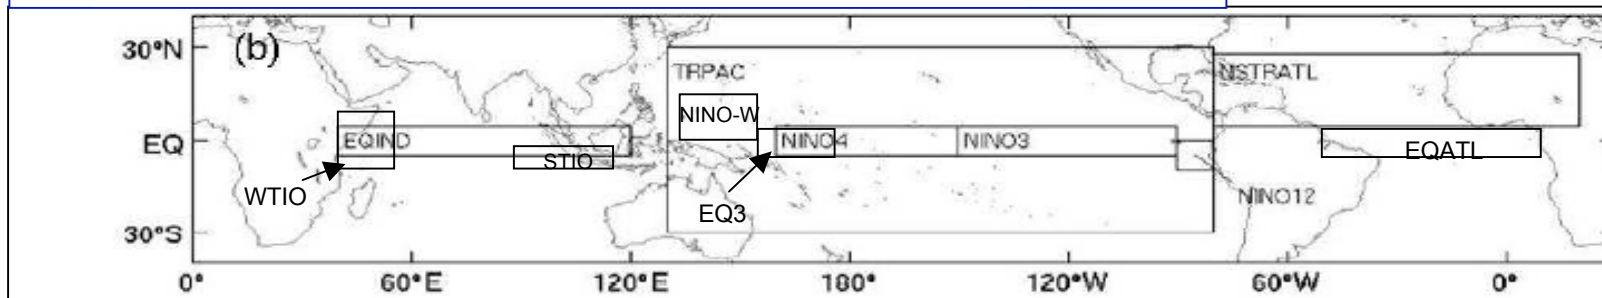 30°N
(b)
TRPAC
NSTRATL
NINO-W
EQ
EQIND
STIO
NINO4
NINO3
EQATL
WTIO
EQ3
NINO12
30°S
0°
60°E
120°E
180°
120°W
60°W
0°